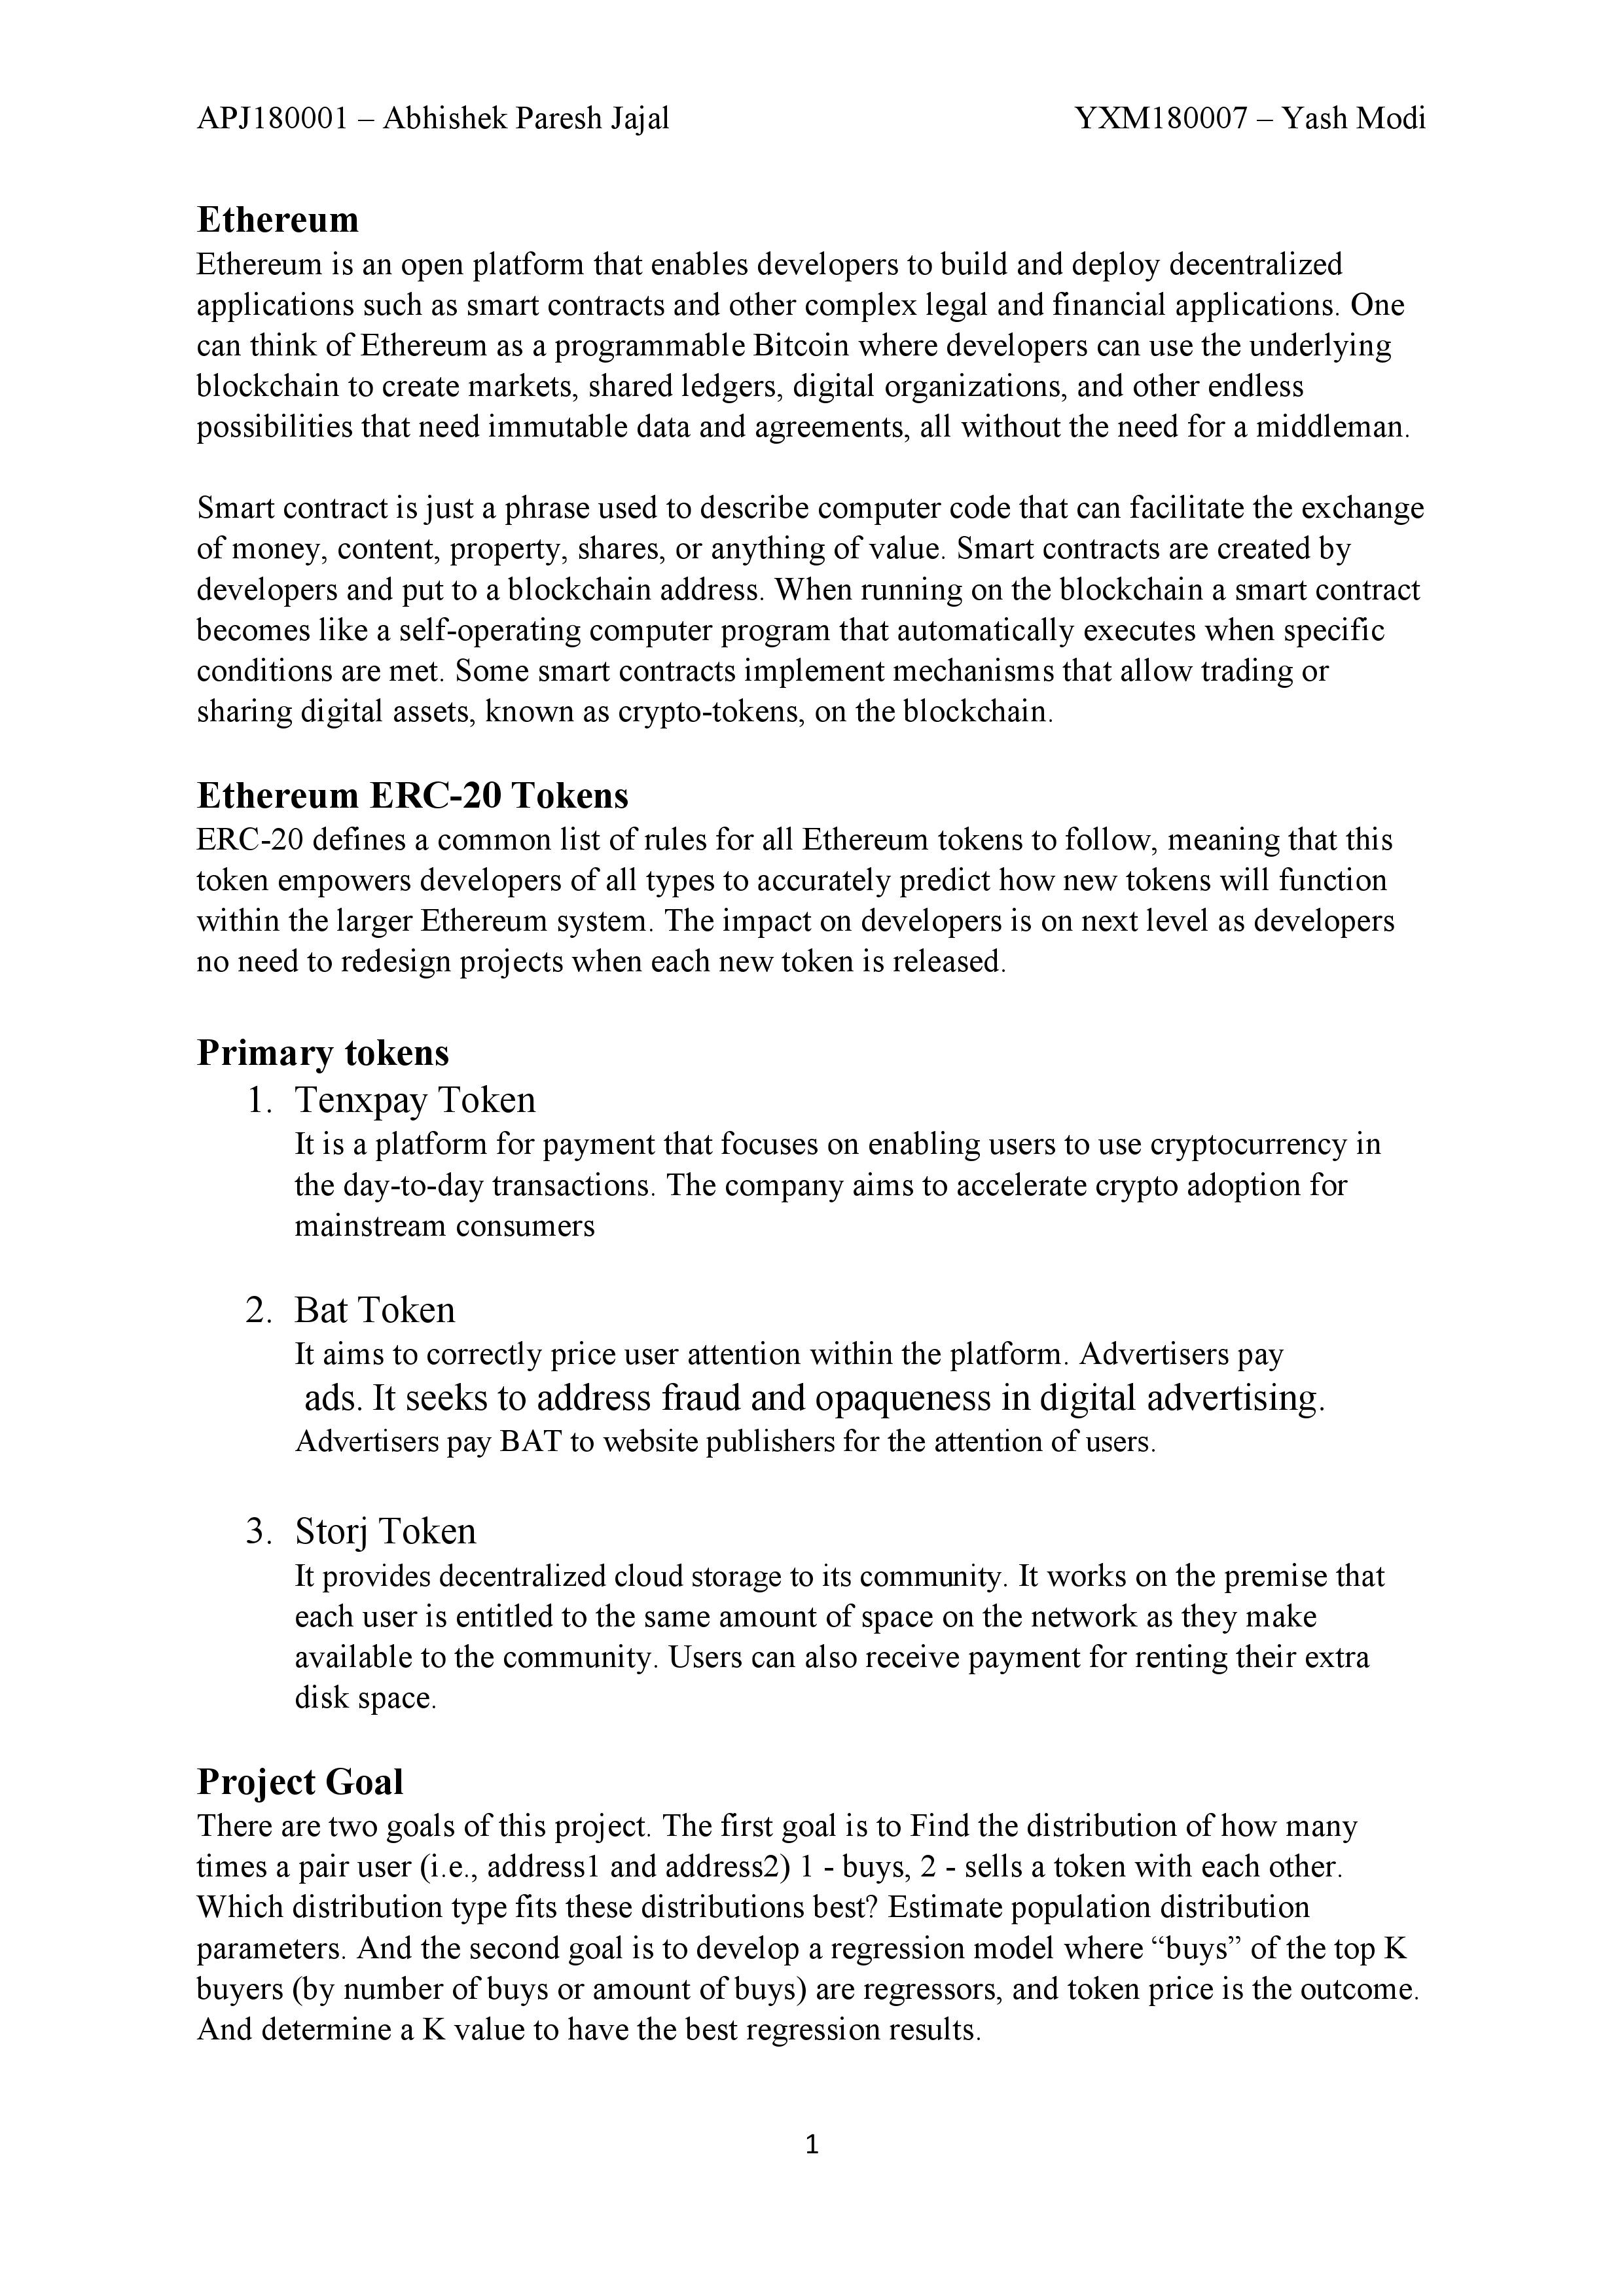 APJ180001 – Abhishek Paresh Jajal YXM180007 – Yash Modi
Ethereum
Ethereum is an open platform that enables developers to build and deploy decentralized
applications such as smart contracts and other complex legal and financial applications. One
can think of Ethereum as a programmable Bitcoin where developers can use the underlying
blockchain to create markets, shared ledgers, digital organizations, and other endless
possibilities that need immutable data and agreements, all without the need for a middleman.
Smart contract is just a phrase used to describe computer code that can facilitate the exchange
of money, content, property, shares, or anything of value. Smart contracts are created by
developers and put to a blockchain address. When running on the blockchain a smart contract
becomes like a self-operating computer program that automatically executes when specific
conditions are met. Some smart contracts implement mechanisms that allow trading or
sharing digital assets, known as crypto-tokens, on the blockchain.
Ethereum ERC-20 Tokens
ERC-20 defines a common list of rules for all Ethereum tokens to follow, meaning that this
token empowers developers of all types to accurately predict how new tokens will function
within the larger Ethereum system. The impact on developers is on next level as developers
no need to redesign projects when each new token is released.
Primary tokens
1. Tenxpay Token
It is a platform for payment that focuses on enabling users to use cryptocurrency in
the day-to-day transactions. The company aims to accelerate crypto adoption for
mainstream consumers
2. Bat Token
It aims to correctly price user attention within the platform. Advertisers pay
ads. It seeks to address fraud and opaqueness in digital advertising.
Advertisers pay BAT to website publishers for the attention of users.
3. Storj Token
It provides decentralized cloud storage to its community. It works on the premise that
each user is entitled to the same amount of space on the network as they make
available to the community. Users can also receive payment for renting their extra
disk space.
Project Goal
There are two goals of this project. The first goal is to Find the distribution of how many
times a pair user (i.e., address1 and address2) 1 - buys, 2 - sells a token with each other.
Which distribution type fits these distributions best? Estimate population distribution
parameters. And the second goal is to develop a regression model where “buys” of the top K
buyers (by number of buys or amount of buys) are regressors, and token price is the outcome.
And determine a K value to have the best regression results.
1